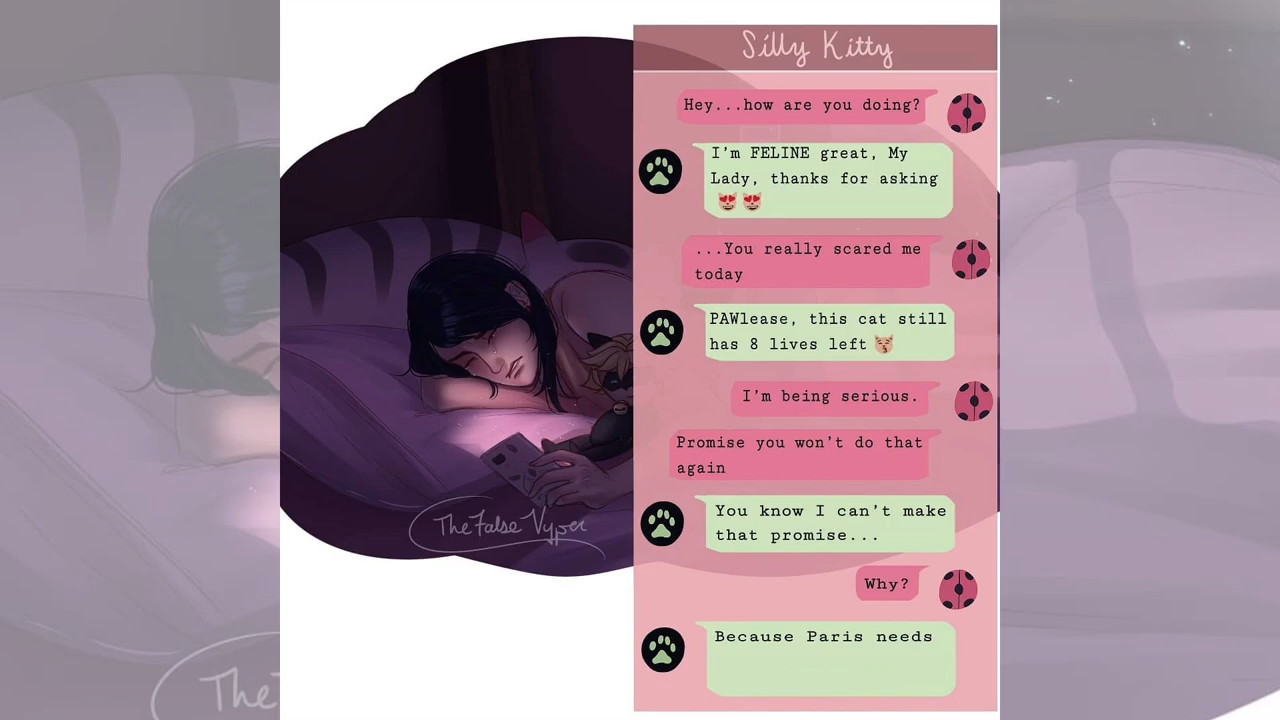 Silly Kitty
Hey...how are you doing?
I'm FELINE great, My
Lady, thanks for asking
😻😻
...You really scared me
today
PAWlease, this cat still
has 8 lives left 😽
I'm being serious.
Promise you won't do that
again
You know I can't make
that promise...
Why?
Because Paris needs
TheFalseVyper
The